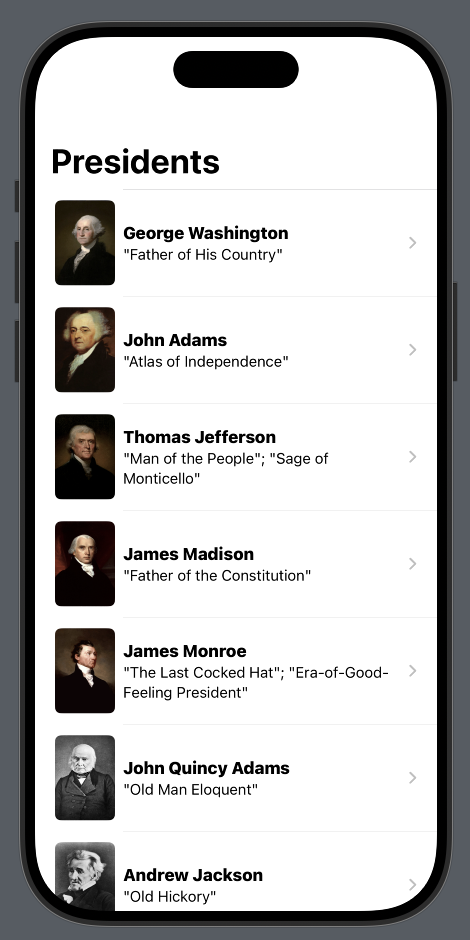 Presidents
George Washington
"Father of His Country"
John Adams
"Atlas of Independence"
Thomas Jefferson
"Man of the People"; "Sage of
Monticello"
James Madison
"Father of the Constitution"
James Monroe
"The Last Cocked Hat"; "Era-of-Good-
Feeling President"
John Quincy Adams
"Old Man Eloquent"
Andrew Jackson
"Old Hickory"